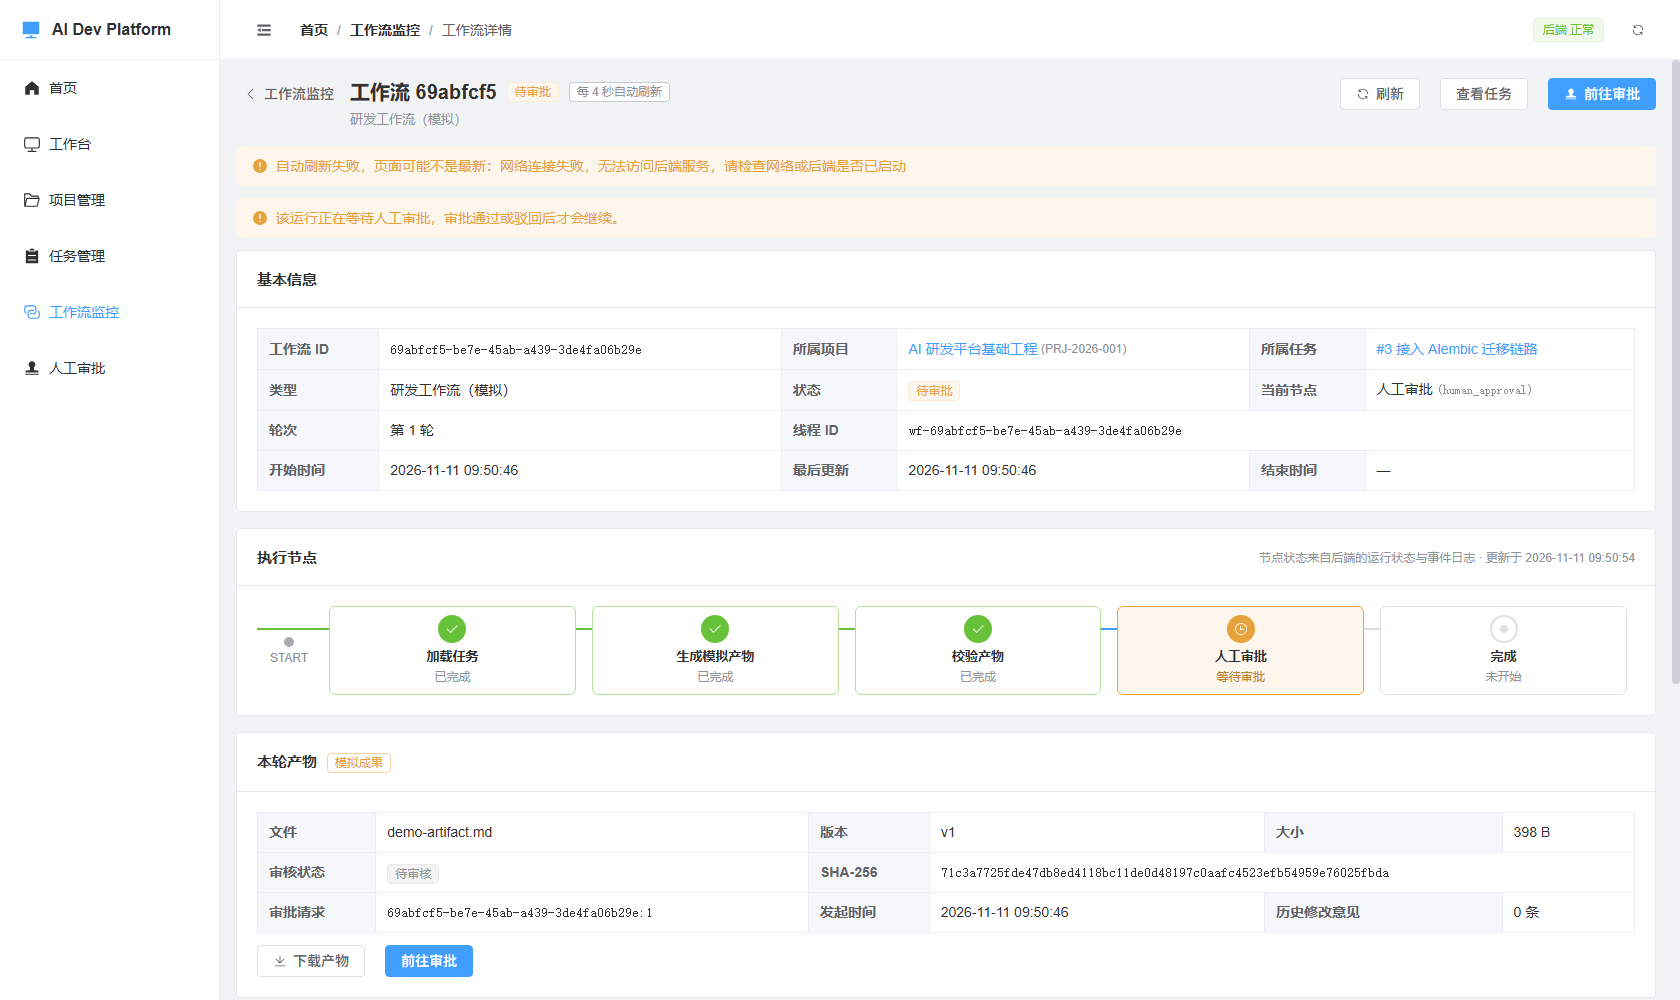 AI Dev Platform
首页 / 工作流监控 / 工作流详情
后端 正常
首页
工作台
项目管理
任务管理
工作流监控
人工审批
工作流监控
工作流 69abfcf5 待审批 每 4 秒自动刷新
研发工作流（模拟）
刷新
查看任务
前往审批
自动刷新失败，页面可能不是最新：网络连接失败，无法访问后端服务，请检查网络或后端是否已启动
该运行正在等待人工审批，审批通过或驳回后才会继续。
基本信息
工作流 ID 69abfcf5-be7e-45ab-a439-3de4fa06b29e 所属项目 AI 研发平台基础工程 (PRJ-2026-001) 所属任务 #3 接入 Alembic 迁移链路
类型 研发工作流（模拟） 状态 待审批 当前节点 人工审批 (human_approval)
轮次 第 1 轮 线程 ID wf-69abfcf5-be7e-45ab-a439-3de4fa06b29e
开始时间 2026-11-11 09:50:46 最后更新 2026-11-11 09:50:46 结束时间 —
执行节点 节点状态来自后端的运行状态与事件日志 · 更新于 2026-11-11 09:50:54
START
加载任务
已完成
生成模拟产物
已完成
校验产物
已完成
人工审批
等待审批
完成
未开始
本轮产物 模拟成果
文件 demo-artifact.md 版本 v1 大小 398 B
审核状态 待审核 SHA-256 71c3a7725fde47db8ed4118bc11de0d48197c0aafc4523efb54959e76025fbda
审批请求 69abfcf5-be7e-45ab-a439-3de4fa06b29e:1 发起时间 2026-11-11 09:50:46 历史修改意见 0 条
下载产物 前往审批